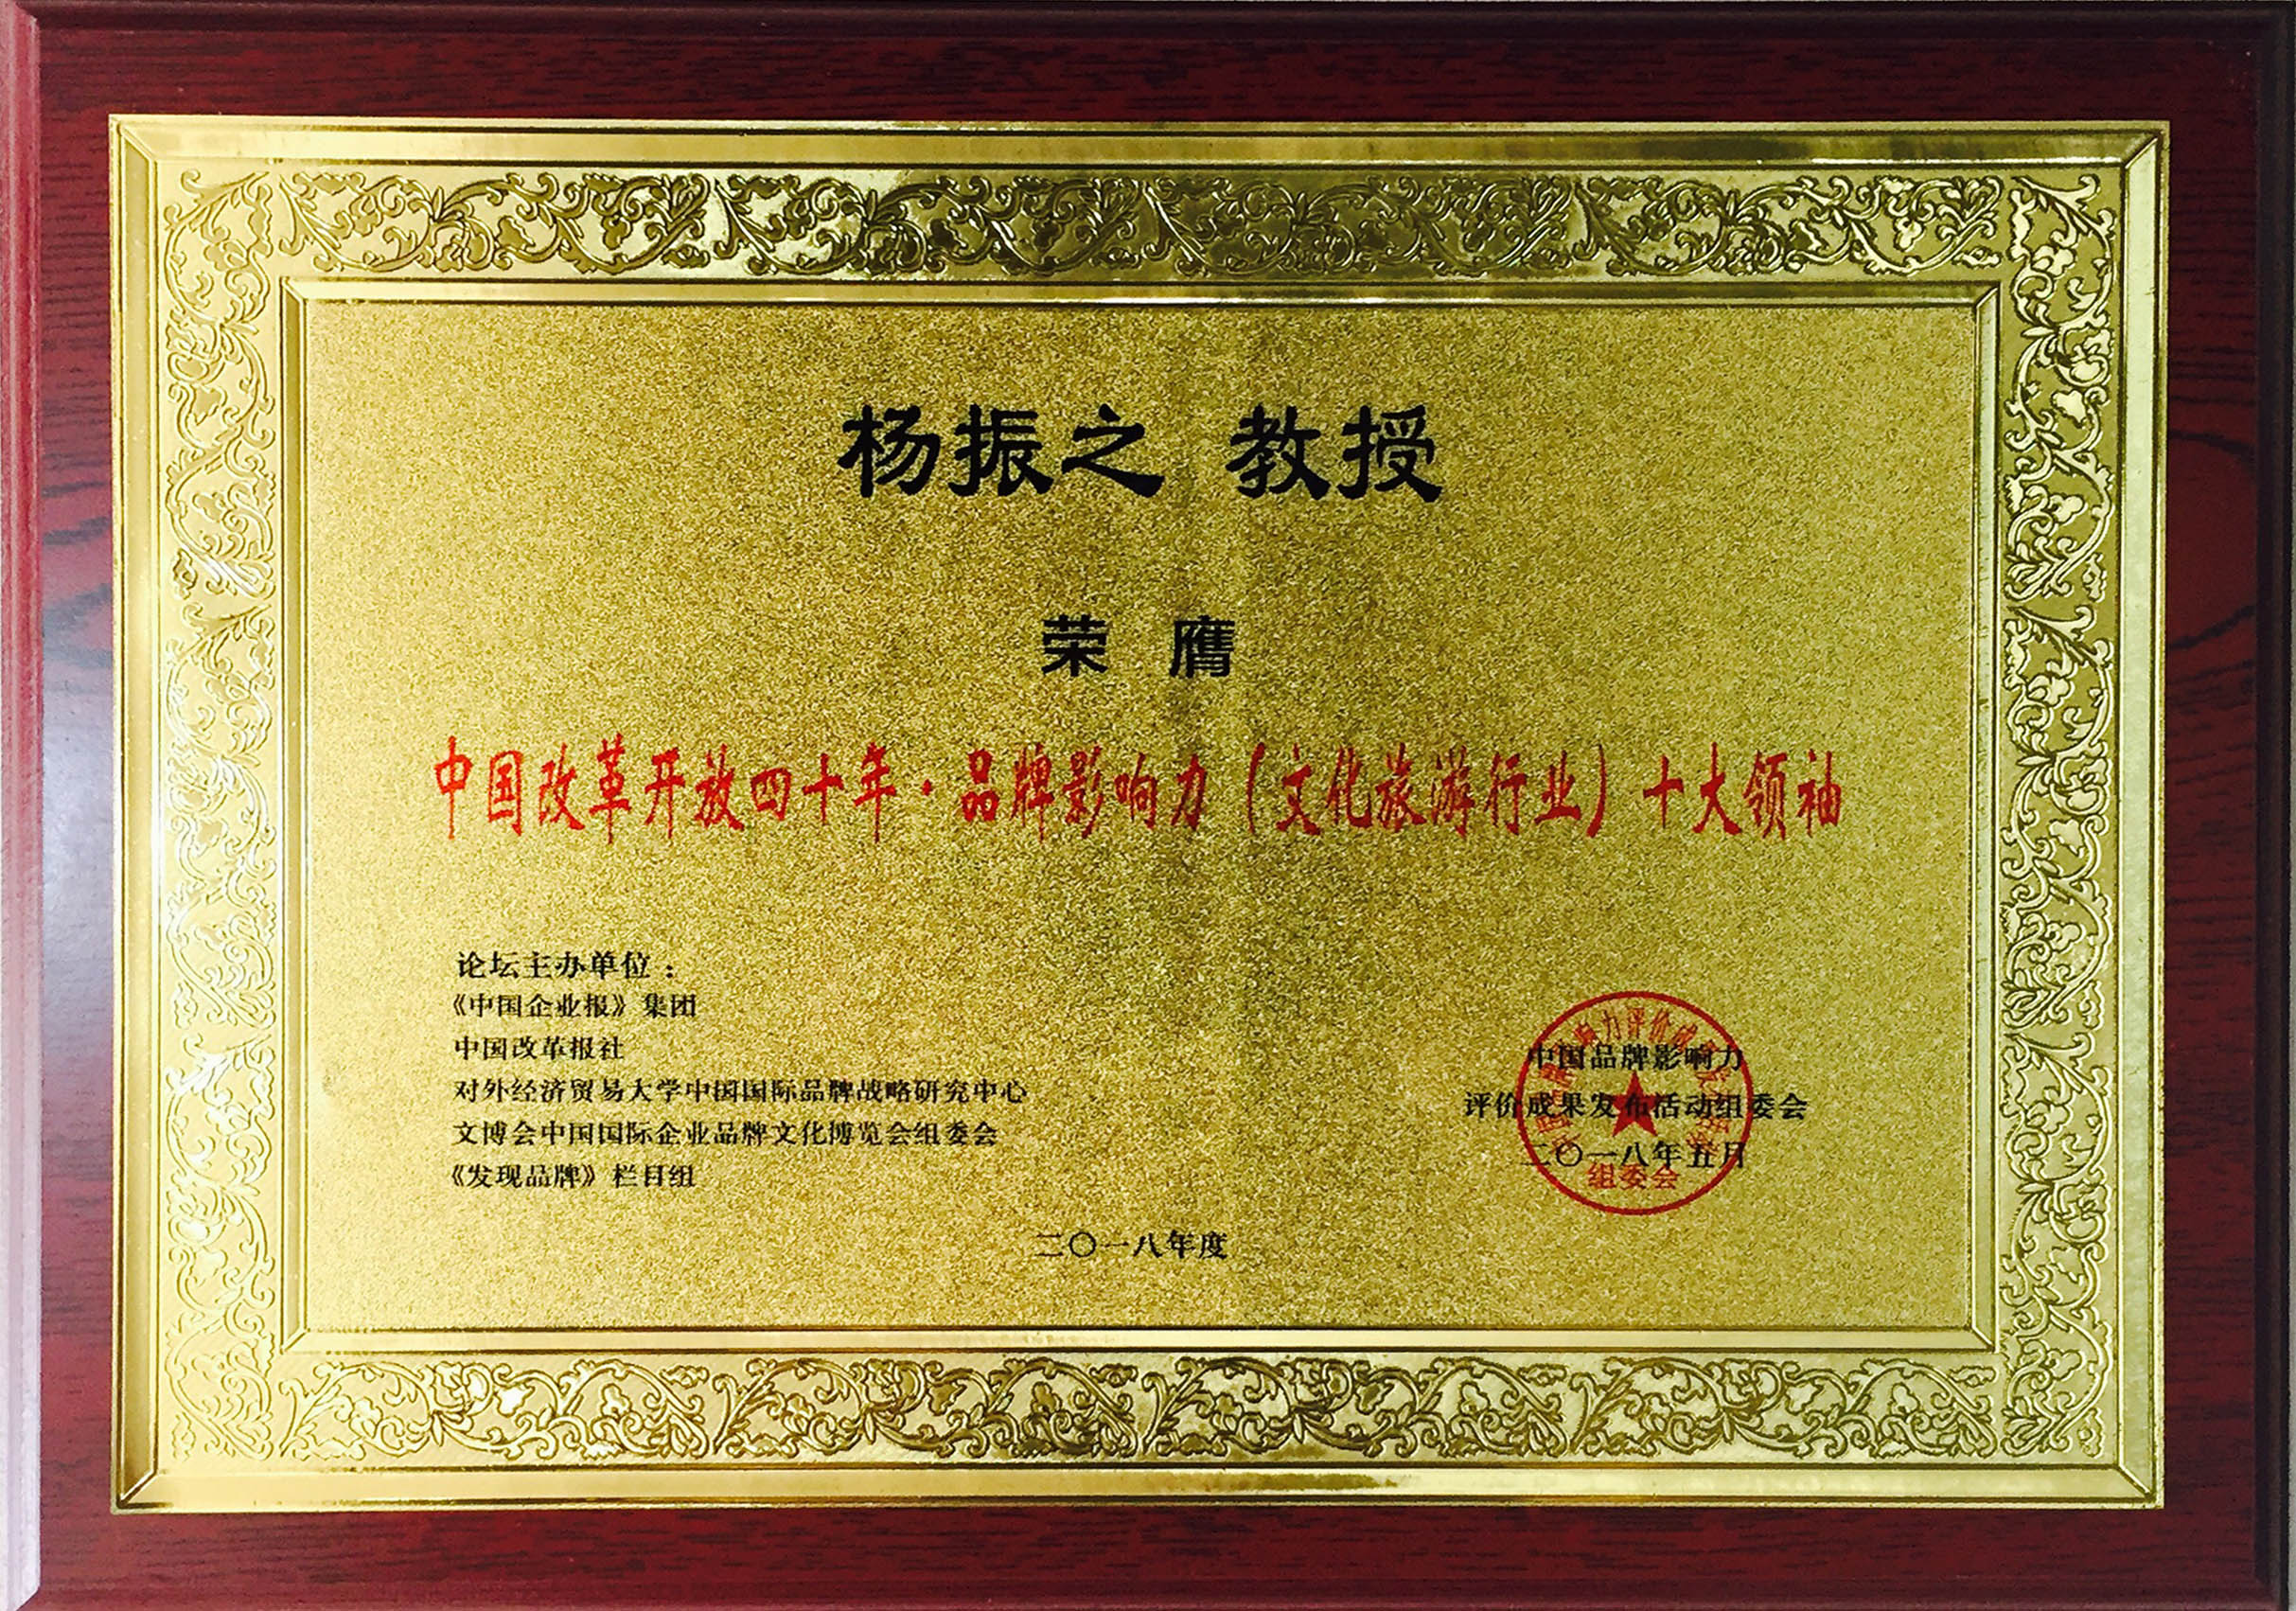 杨振之 教授
荣 膺
中国改革开放四十年·品牌影响力（文化旅游行业）十大领袖
论坛主办单位：
《中国企业报》集团
中国改革报社
对外经济贸易大学中国国际品牌战略研究中心
文博会中国国际企业品牌文化博览会组委会
《发现品牌》栏目组
中国品牌影响力
评价成果发布活动组委会
二〇一八年五月
组委会
二〇一八年度